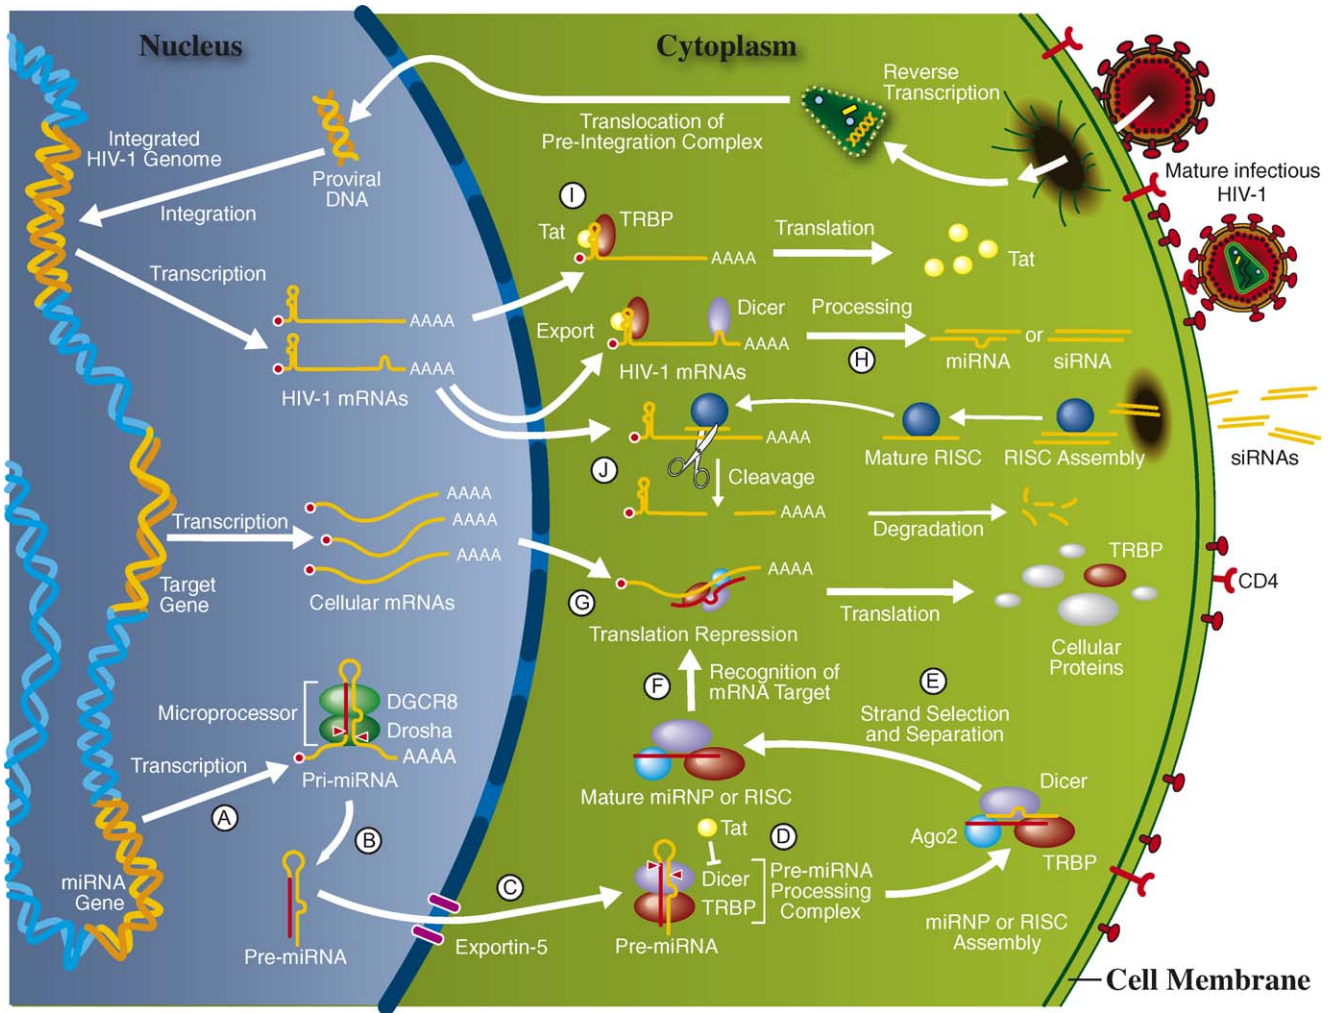 Nucleus
Cytoplasm
Reverse
Transcription
Translocation of
Pre-Integration Complex
Integrated
HIV-1 Genome
Proviral
DNA
Integration
Mature infectious
HIV-1
I
Tat
TRBP
AAAA
Translation
Tat
Transcription
AAAA
AAAA
HIV-1 mRNAs
Export
Dicer
AAAA
HIV-1 mRNAs
Processing
H
miRNA
or
siRNA
AAAA
Mature RISC
RISC Assembly
siRNAs
J
Cleavage
AAAA
Degradation
Transcription
AAAA
AAAA
AAAA
Cellular mRNAs
Target
Gene
G
AAAA
Translation Repression
Translation
TRBP
Cellular
Proteins
CD4
F
Recognition of
mRNA Target
E
Strand Selection
and Separation
Microprocessor
DGCR8
Drosha
AAAA
Pri-miRNA
Transcription
A
B
miRNA
Gene
Pre-miRNA
C
Exportin-5
Mature miRNP or RISC
Tat
D
Dicer
TRBP
Pre-miRNA
Processing
Complex
Pre-miRNA
Dicer
Ago2
TRBP
miRNP or RISC
Assembly
Cell Membrane